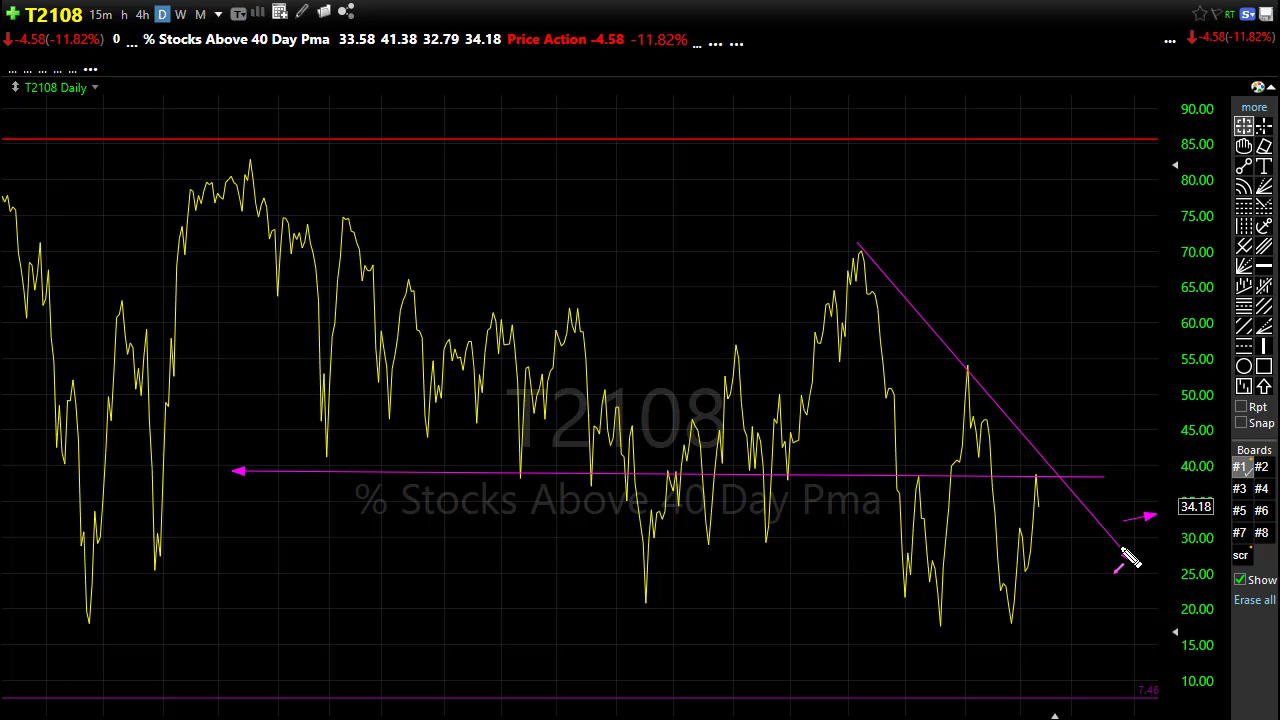 T2108 15m h 4h D W M T RT S
-4.58(-11.82%) 0 ... % Stocks Above 40 Day Pma 33.58 41.38 32.79 34.18 Price Action -4.58 -11.82% ... ... ... ... -4.58(-11.82%)
... ... ... ... ... ...
T2108 Daily
more
90.00
85.00
80.00
75.00
70.00
65.00
60.00
55.00
50.00
45.00
40.00
34.18
30.00
25.00
20.00
15.00
10.00
7.46
T2108
% Stocks Above 40 Day Pma
T
Rpt
Snap
Boards
#1 #2
#3 #4
#5 #6
#7 #8
scr
Show
Erase all